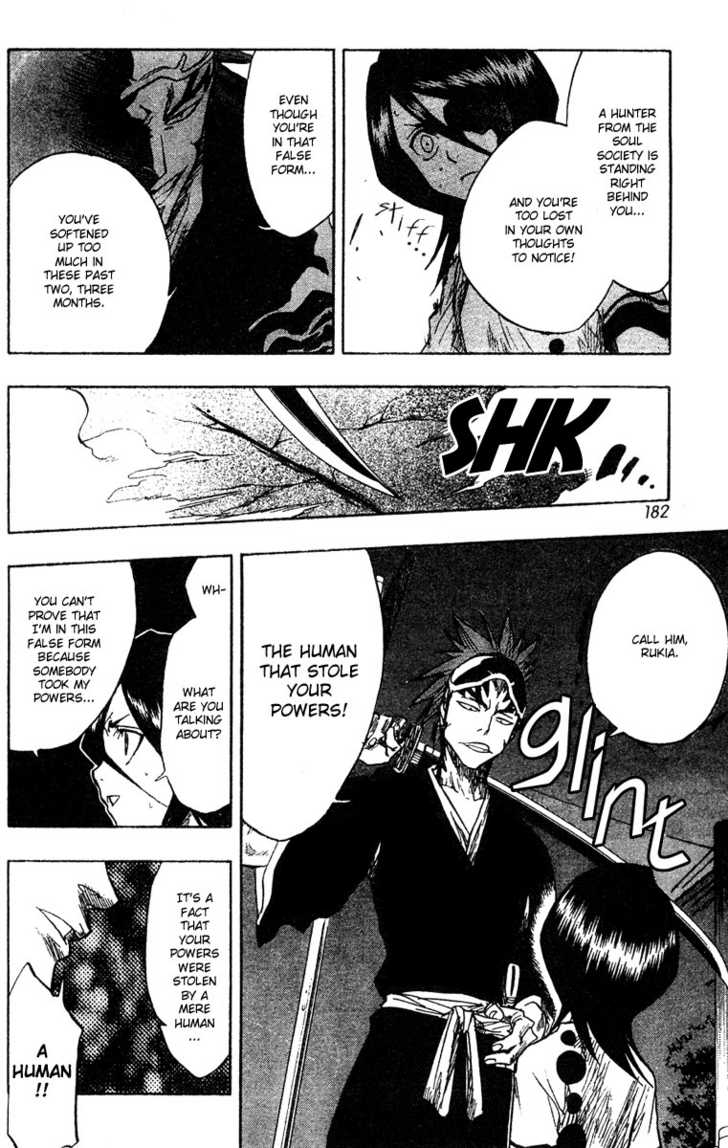 A HUNTER
FROM THE
SOUL
SOCIETY IS
STANDING
RIGHT
BEHIND
YOU...
AND YOU'RE
TOO LOST
IN YOUR OWN
THOUGHTS
TO NOTICE!
stiff...
EVEN
THOUGH
YOU'RE
IN THAT
FALSE
FORM...
YOU'VE
SOFTENED
UP TOO
MUCH IN
THESE PAST
TWO, THREE
MONTHS.
SHK
182
CALL HIM,
RUKIA.
glint
THE HUMAN
THAT STOLE
YOUR
POWERS!
WH-
WHAT
ARE YOU
TALKING
ABOUT?
YOU CAN'T
PROVE THAT
I'M IN THIS
FALSE FORM
BECAUSE
SOMEBODY
TOOK MY
POWERS...
IT'S A
FACT
THAT
YOUR
POWERS
WERE
STOLEN
BY A
MERE
HUMAN
...
A
HUMAN
!!